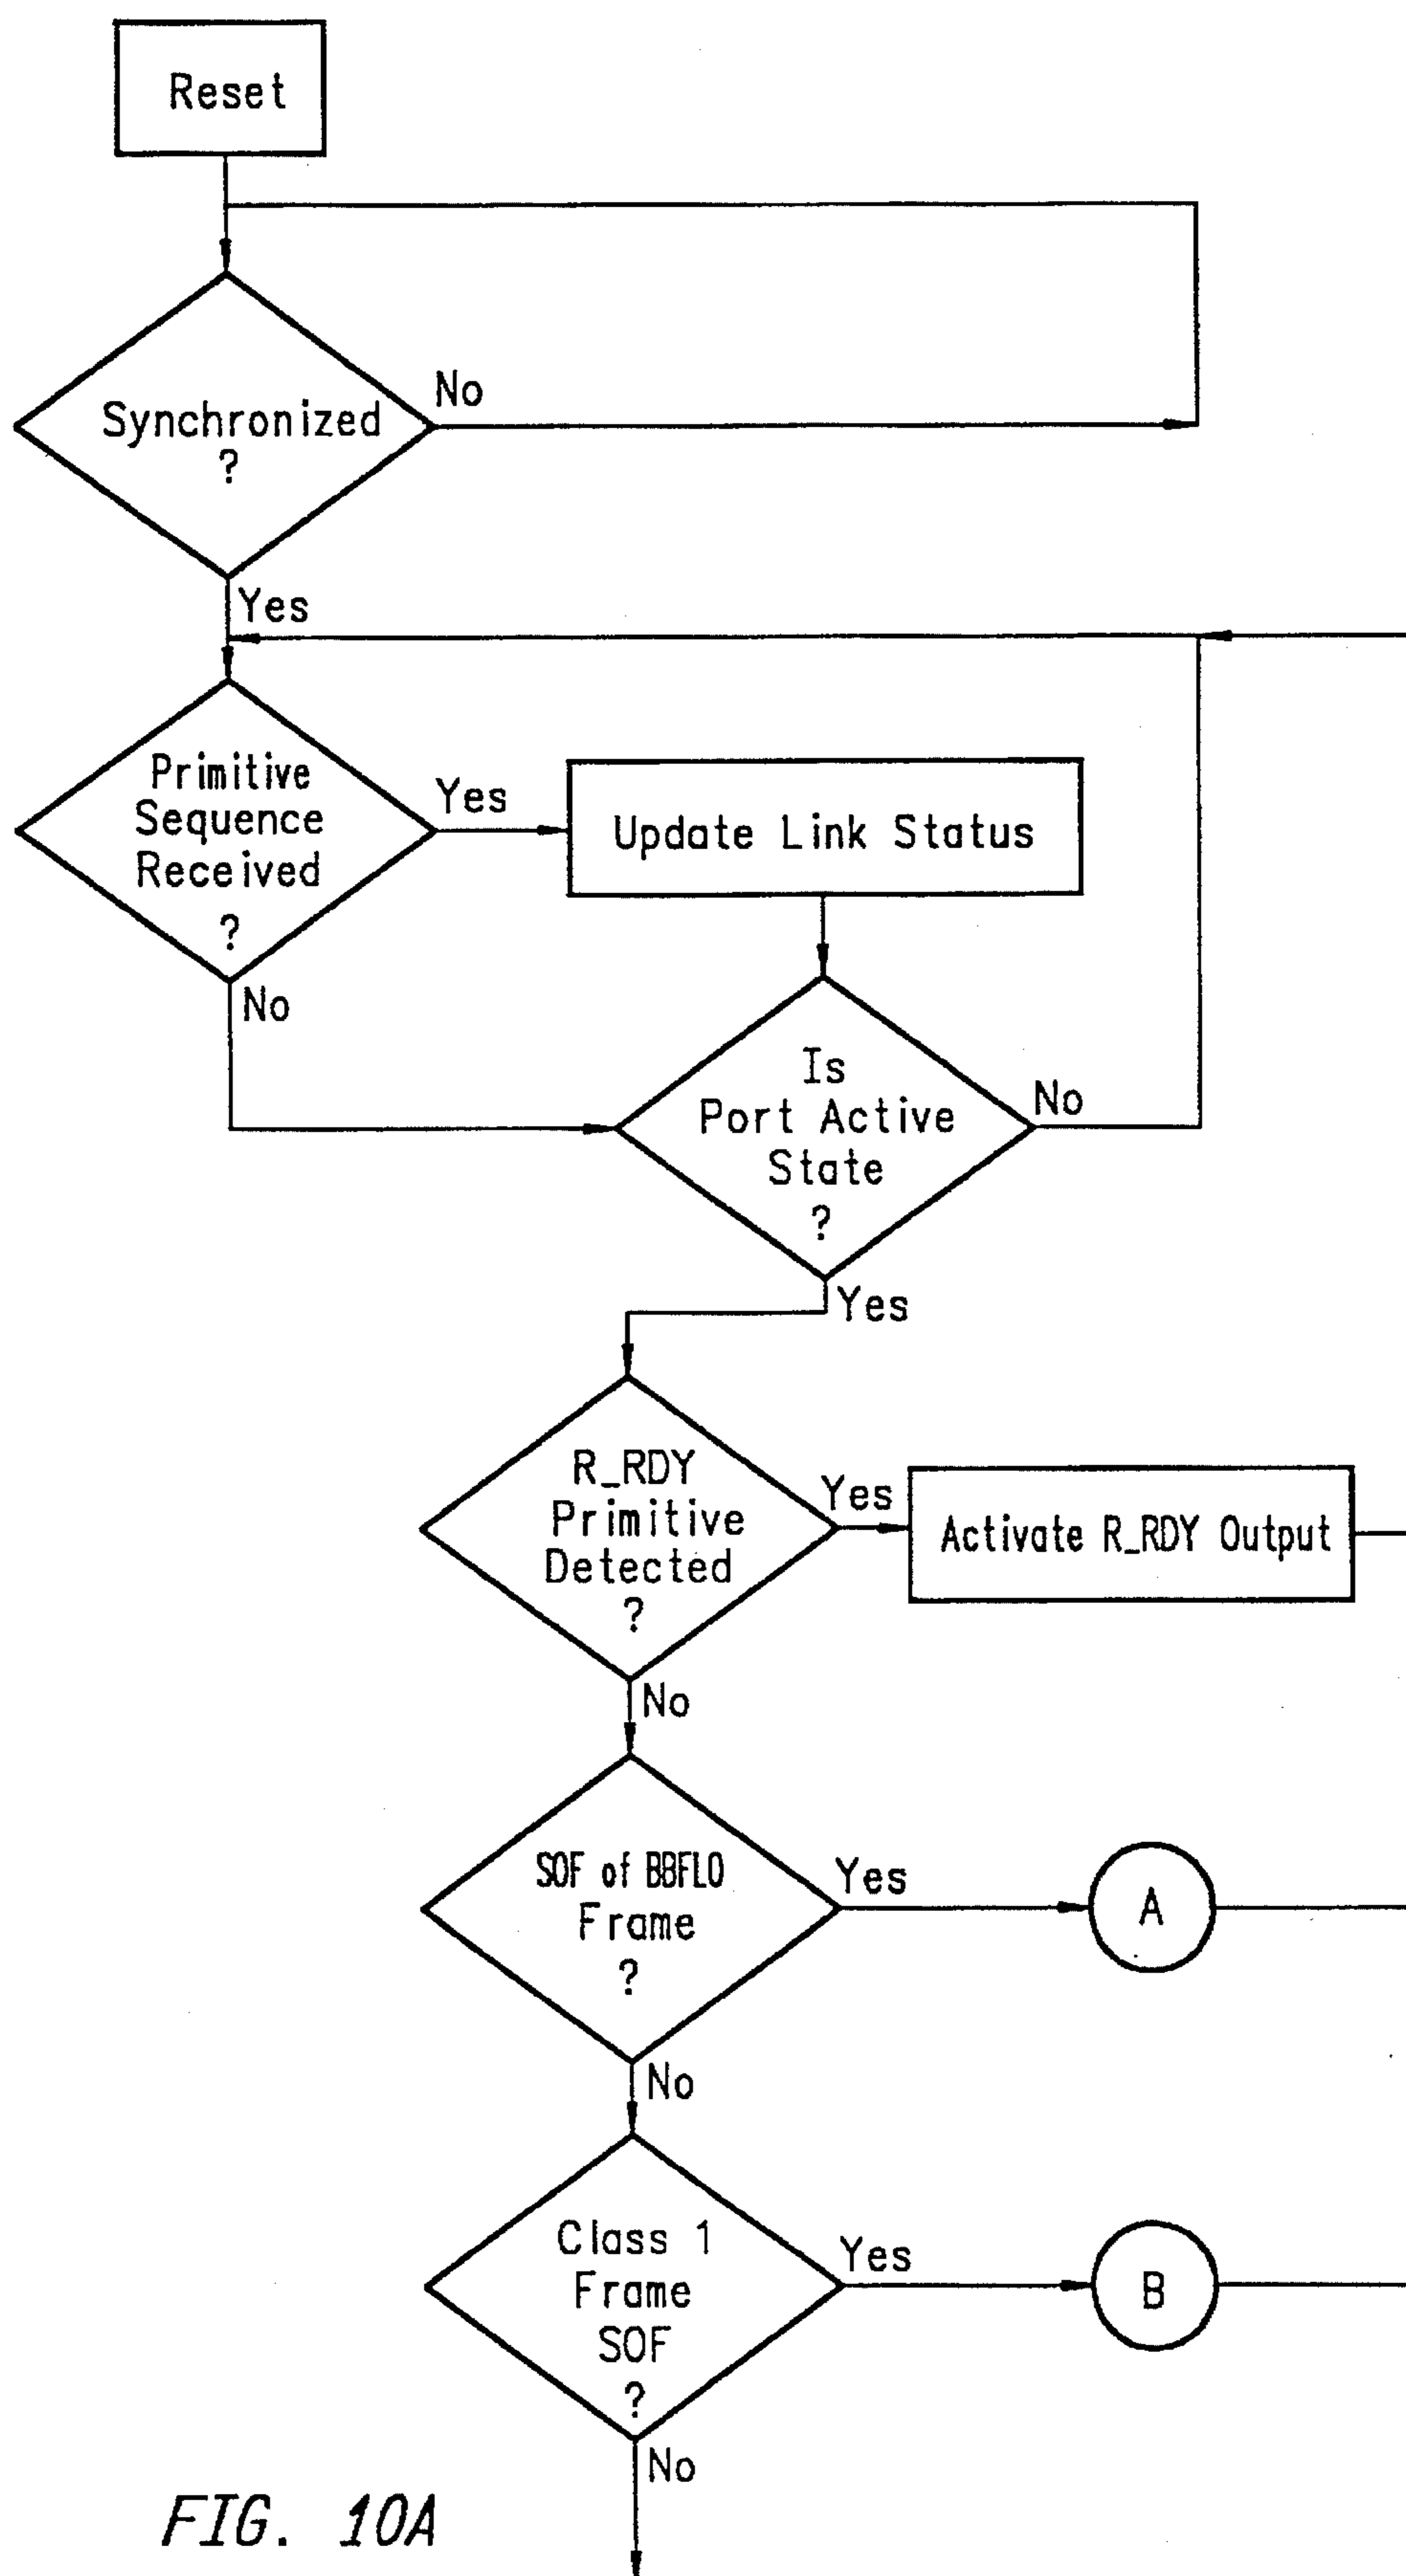 Reset
Synchronized
?
No
Yes
Primitive
Sequence
Received
?
Yes
Update Link Status
No
Is
Port Active
State
?
No
Yes
R_RDY
Primitive
Detected
?
Yes
Activate R_RDY Output
No
SOF of BBFLO
Frame
?
Yes
A
No
Class 1
Frame
SOF
?
Yes
B
No
FIG. 10A